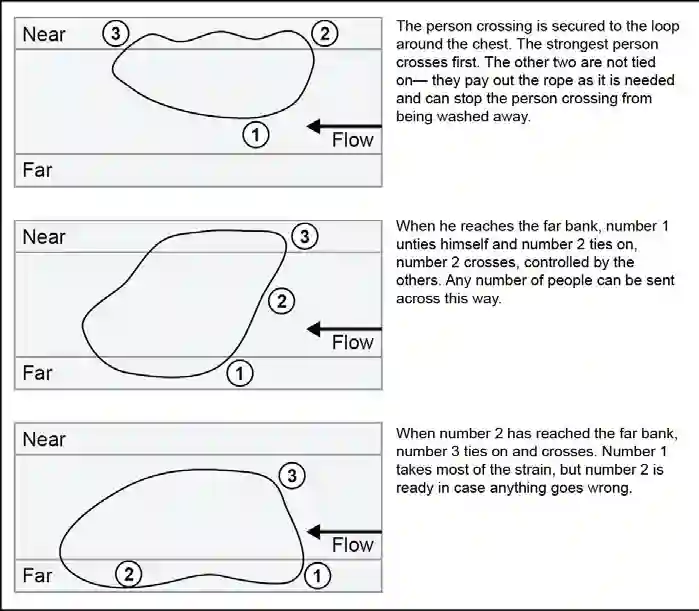 Near
3
2
1
Flow
Far
The person crossing is secured to the loop
around the chest. The strongest person
crosses first. The other two are not tied
on— they pay out the rope as it is needed
and can stop the person crossing from
being washed away.
Near
3
2
Flow
Far
1
When he reaches the far bank, number 1
unties himself and number 2 ties on,
number 2 crosses, controlled by the
others. Any number of people can be sent
across this way.
Near
3
Flow
Far
2
1
When number 2 has reached the far bank,
number 3 ties on and crosses. Number 1
takes most of the strain, but number 2 is
ready in case anything goes wrong.